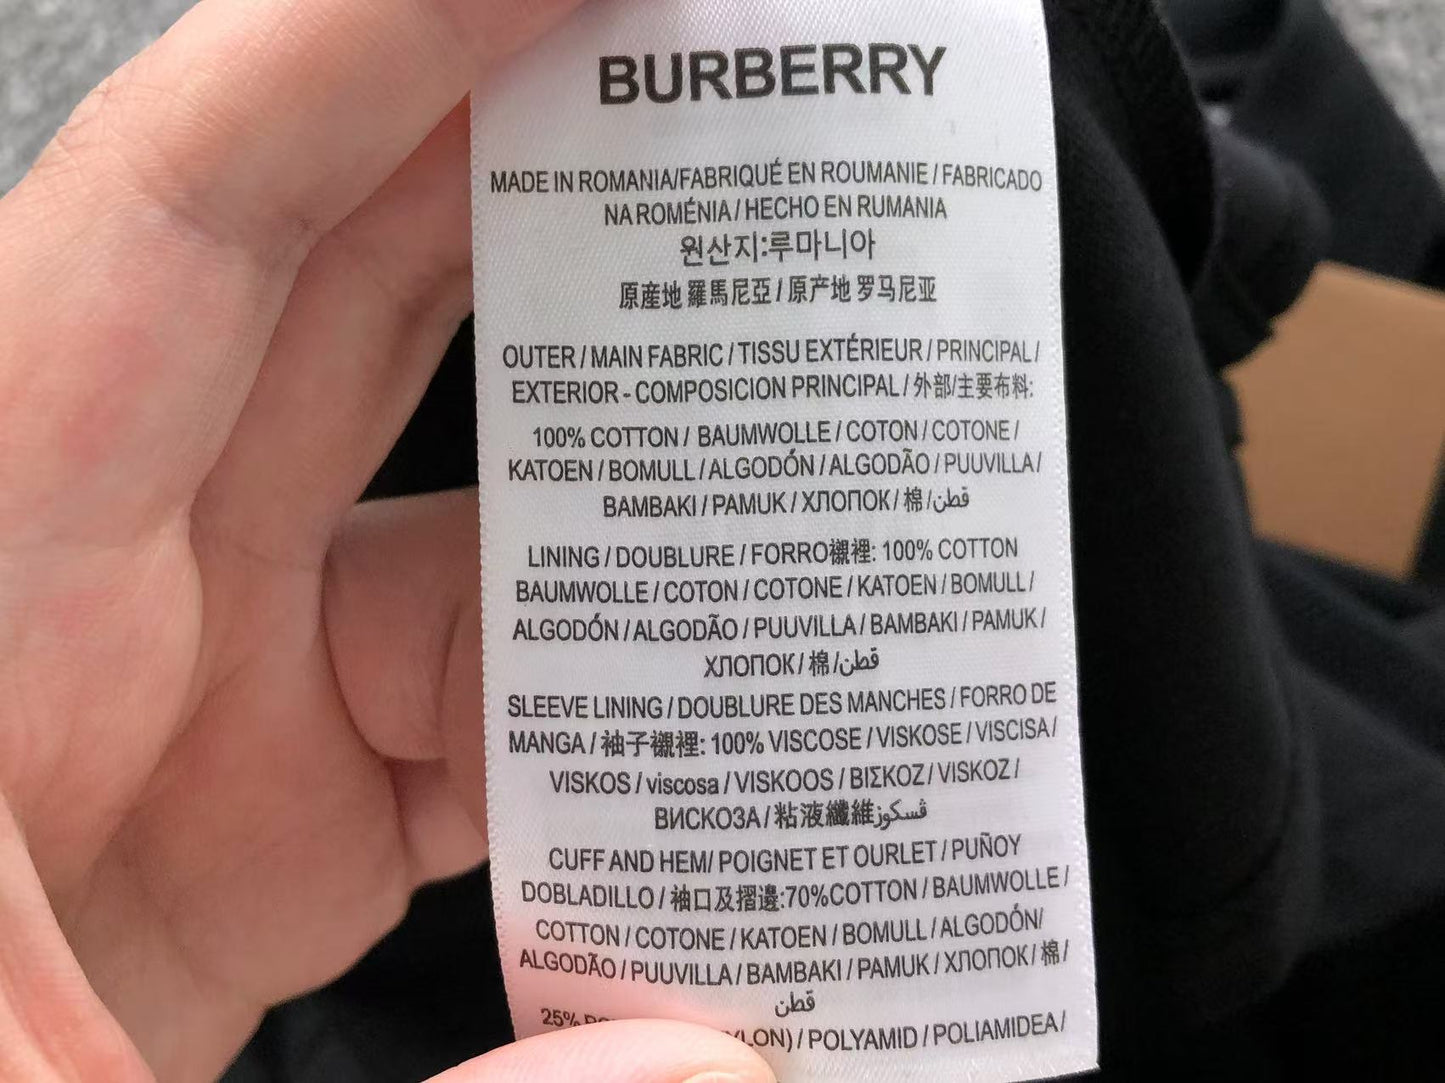 BURBERRY
MADE IN ROMANIA/FABRIQUÉ EN ROUMANIE / FABRICADO
NA ROMÉNIA / HECHO EN RUMANIA
원산지:루마니아
原産地 羅馬尼亞 / 原产地 罗马尼亚
OUTER / MAIN FABRIC / TISSU EXTÉRIEUR / PRINCIPAL /
EXTERIOR - COMPOSICION PRINCIPAL / 外部/主要布料:
100% COTTON / BAUMWOLLE / COTON / COTONE /
KATOEN / BOMULL / ALGODÓN / ALGODÃO / PUUVILLA /
BAMBAKI / PAMUK / ХЛОПОК / 棉 / قطن
LINING / DOUBLURE / FORRO襯裡: 100% COTTON
BAUMWOLLE / COTON / COTONE / KATOEN / BOMULL /
ALGODÓN / ALGODÃO / PUUVILLA / BAMBAKI / PAMUK /
ХЛОПОК / 棉 / قطن
SLEEVE LINING / DOUBLURE DES MANCHES / FORRO DE
MANGA / 袖子襯裡: 100% VISCOSE / VISKOSE / VISCISA /
VISKOS / viscosa / VISKOOS / ΒΙΣΚΟΖ / VISKOZ /
ВИСКОЗА / 粘液纖維 ڤسكوز
CUFF AND HEM/ POIGNET ET OURLET / PUÑOY
DOBLADILLO / 袖口及摺邊:70%COTTON / BAUMWOLLE /
COTTON / COTONE / KATOEN / BOMULL / ALGODÓN/
ALGODÃO / PUUVILLA / BAMBAKI / PAMUK / ХЛОПОК / 棉 /
قطن
25% / POLYAMID / POLIAMIDEA /